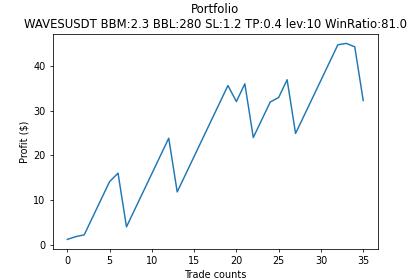 Portfolio
WAVESUSDT BBM:2.3 BBL:280 SL:1.2 TP:0.4 lev:10 WinRatio:81.0
40
30
20
10
0
Profit ($)
0 5 10 15 20 25 30 35
Trade counts